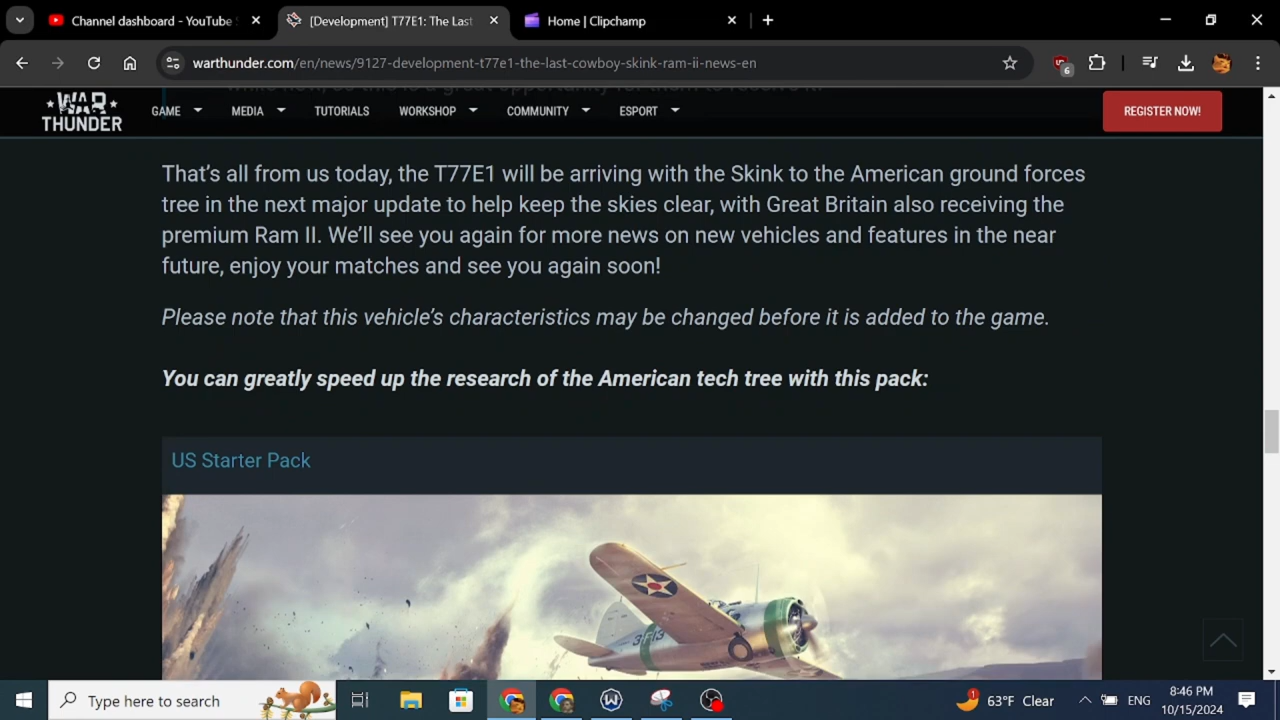 Channel dashboard - YouTube
[Development] T77E1: The Last
Home | Clipchamp
warthunder.com/en/news/9127-development-t77e1-the-last-cowboy-skink-ram-ii-news-en
6
WAR THUNDER
GAME
MEDIA
TUTORIALS
WORKSHOP
COMMUNITY
ESPORT
REGISTER NOW!
That's all from us today, the T77E1 will be arriving with the Skink to the American ground forces
tree in the next major update to help keep the skies clear, with Great Britain also receiving the
premium Ram II. We'll see you again for more news on new vehicles and features in the near
future, enjoy your matches and see you again soon!
Please note that this vehicle's characteristics may be changed before it is added to the game.
You can greatly speed up the research of the American tech tree with this pack:
US Starter Pack
3-F-13
Type here to search
1
63°F Clear
ENG
8:46 PM
10/15/2024